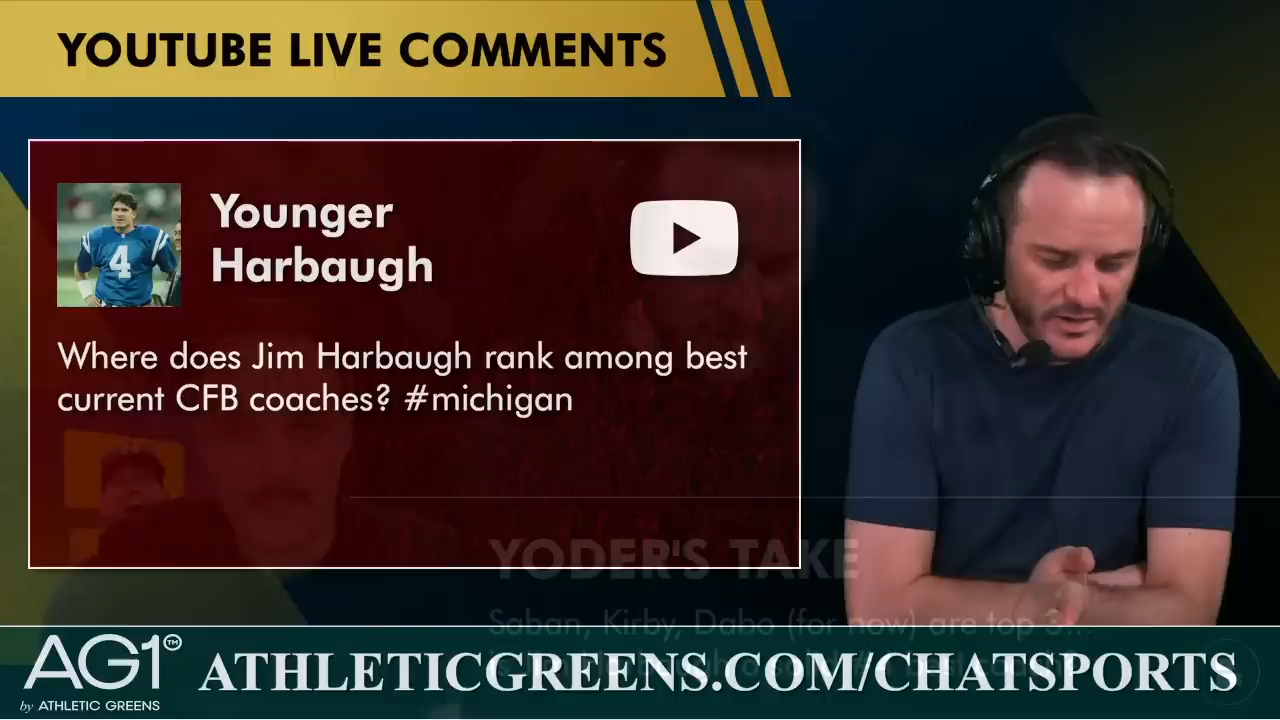 YOUTUBE LIVE COMMENTS
Younger
Harbaugh
4
Where does Jim Harbaugh rank among best
current CFB coaches? #michigan
YODER'S TAKE
Saban, Kirby, Dabo (for now) are top 3...
AG1™
by ATHLETIC GREENS
ATHLETICGREENS.COM/CHATSPORTS